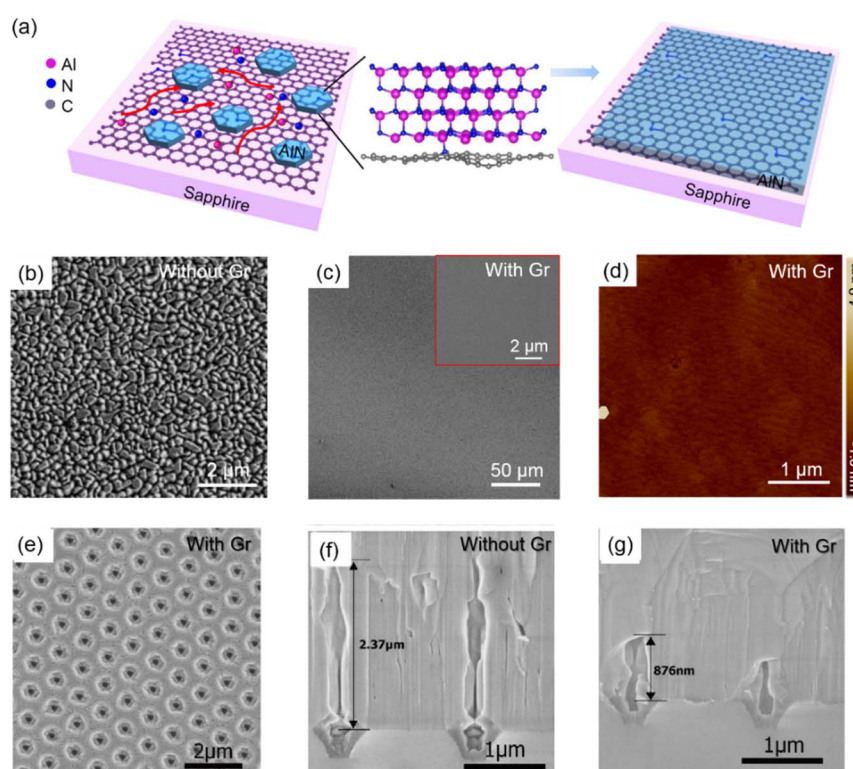 (a)
Al
N
C
AlN
Sapphire
AlN
Sapphire
(b)
Without Gr
2 μm
(c)
With Gr
2 μm
50 μm
(d)
With Gr
1 μm
(e)
With Gr
2μm
(f)
Without Gr
2.37μm
1μm
(g)
With Gr
876nm
1μm